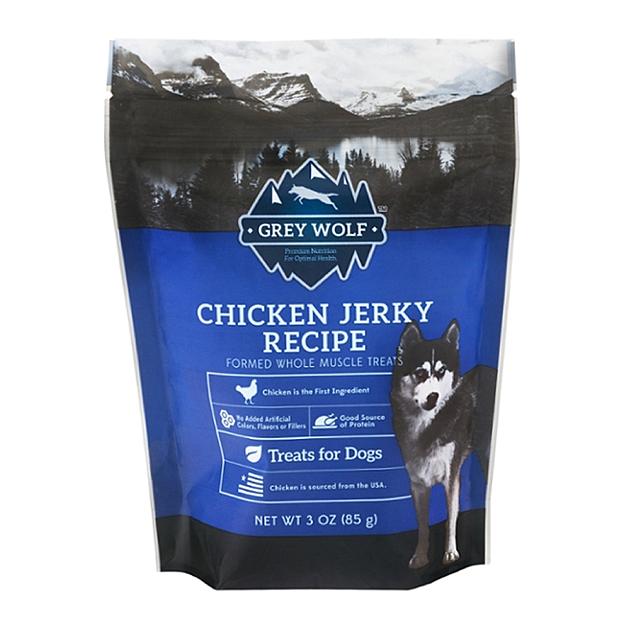 GREY WOLF
Premium Nutrition
For Optimal Health.
CHICKEN JERKY
RECIPE
FORMED WHOLE MUSCLE TREATS
Chicken is the First Ingredient
No Added Artificial
Colors, Flavors or Fillers
Good Source
of Protein
Treats for Dogs
Chicken is sourced from the USA.
NET WT 3 OZ (85 g)